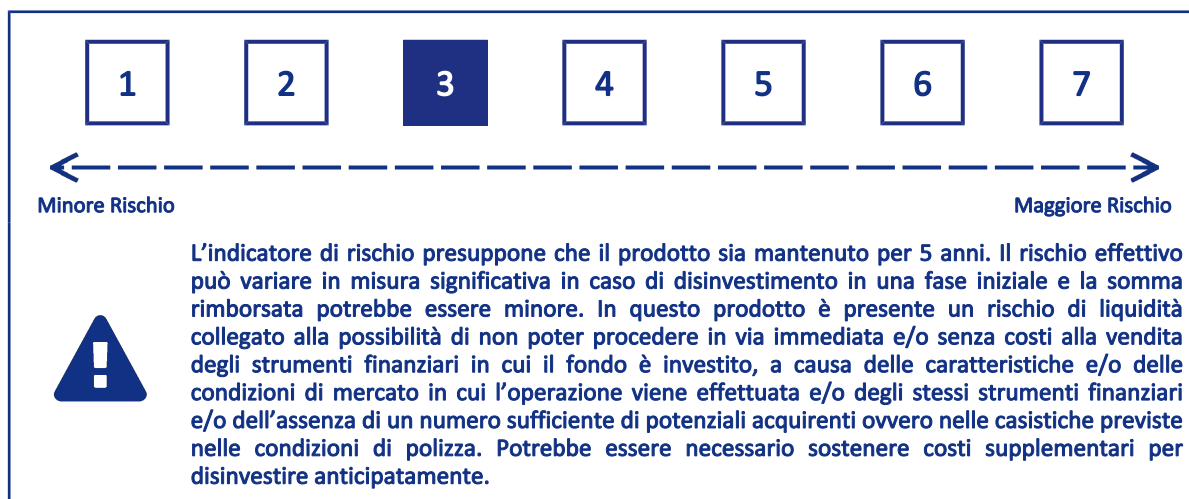 1 2 3 4 5 6 7
Minore Rischio Maggiore Rischio
L’indicatore di rischio presuppone che il prodotto sia mantenuto per 5 anni. Il rischio effettivo
può variare in misura significativa in caso di disinvestimento in una fase iniziale e la somma
rimborsata potrebbe essere minore. In questo prodotto è presente un rischio di liquidità
collegato alla possibilità di non poter procedere in via immediata e/o senza costi alla vendita
degli strumenti finanziari in cui il fondo è investito, a causa delle caratteristiche e/o delle
condizioni di mercato in cui l’operazione viene effettuata e/o degli stessi strumenti finanziari
e/o dell’assenza di un numero sufficiente di potenziali acquirenti ovvero nelle casistiche previste
nelle condizioni di polizza. Potrebbe essere necessario sostenere costi supplementari per
disinvestire anticipatamente.